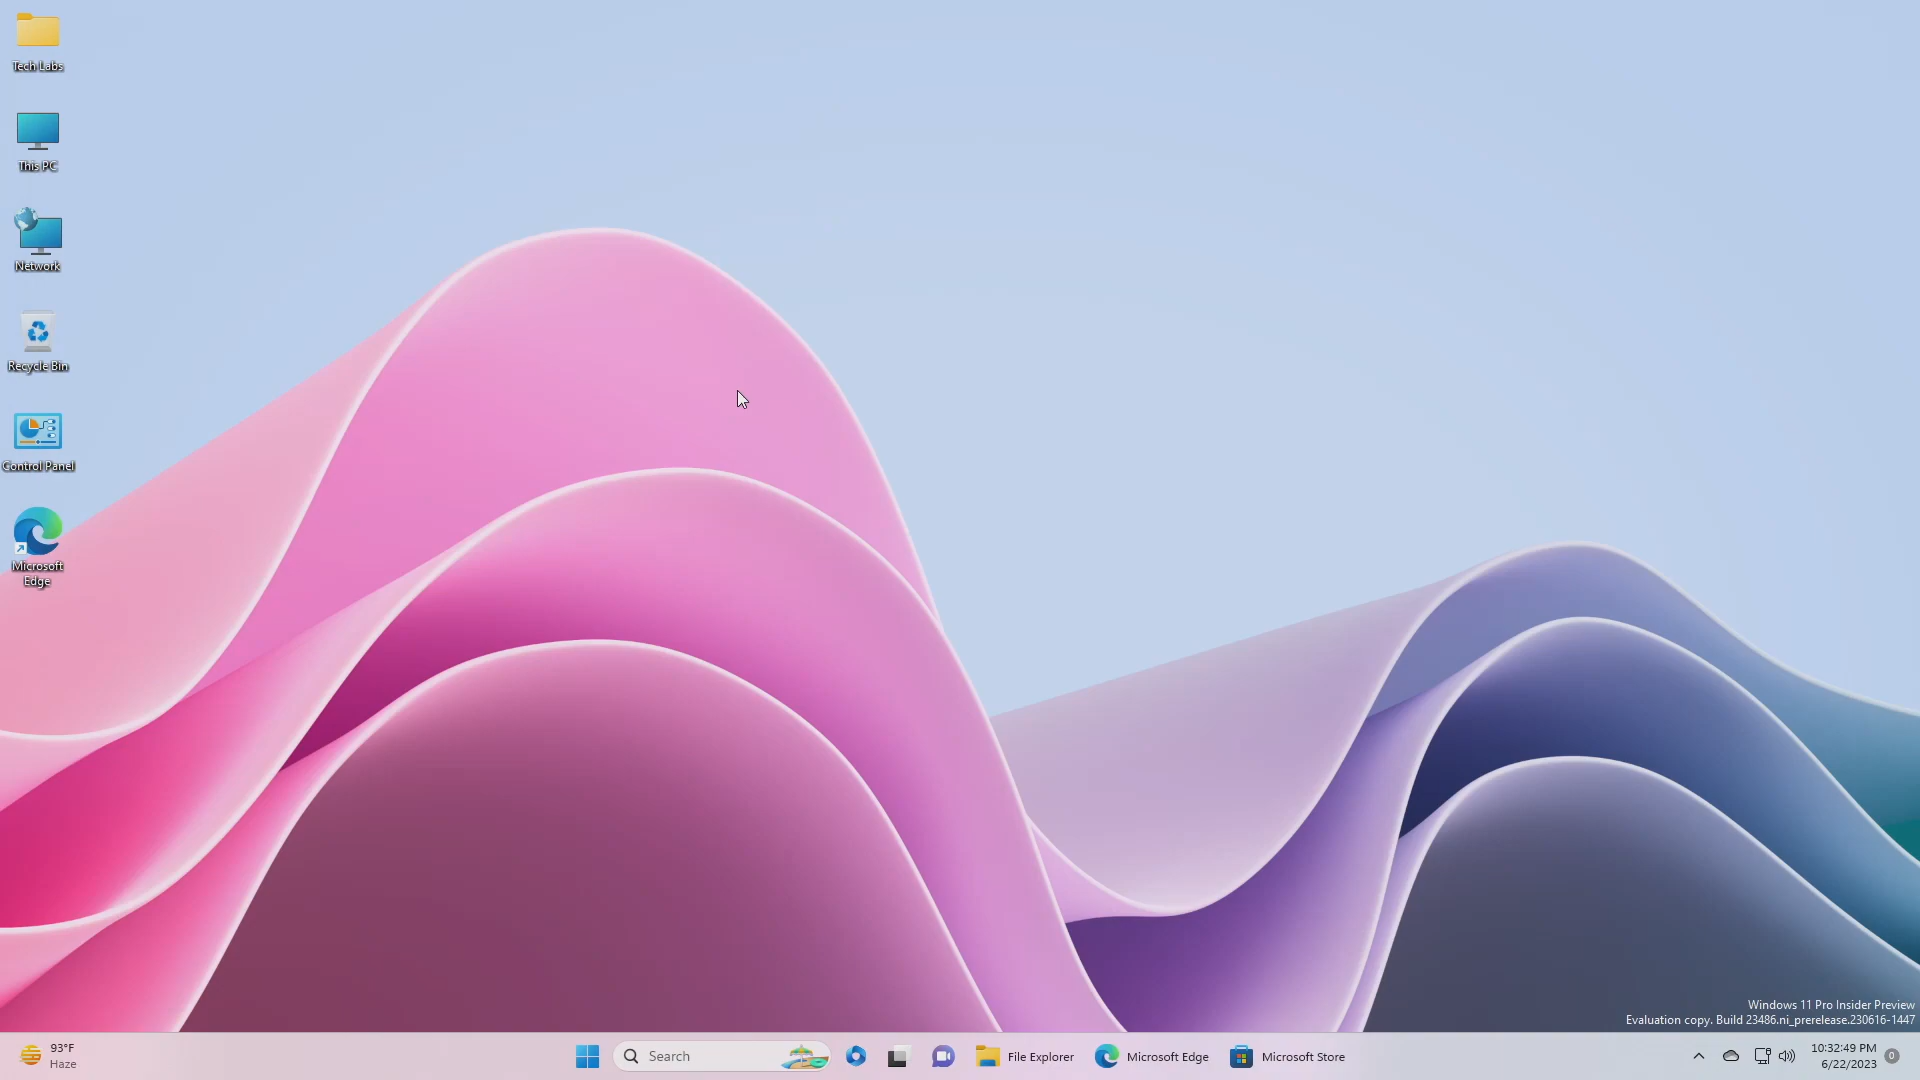 Tech Labs
This PC
Network
Recycle Bin
Control Panel
Microsoft
Edge
Windows 11 Pro Insider Preview
Evaluation copy. Build 23486.ni_prerelease.230616-1447
93°F
Haze
Search
File Explorer
Microsoft Edge
Microsoft Store
10:32:49 PM
6/22/2023
0